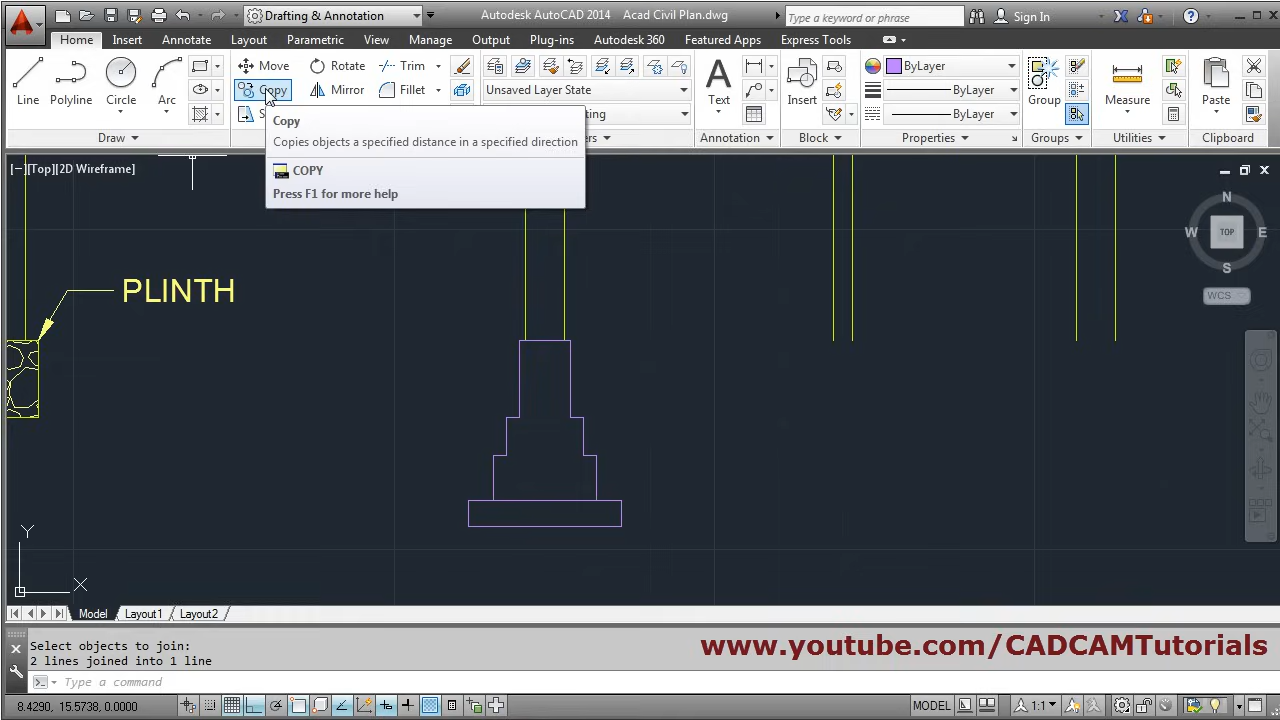 Drafting & Annotation
Autodesk AutoCAD 2014 Acad Civil Plan.dwg
Type a keyword or phrase
Sign In
Home Insert Annotate Layout Parametric View Manage Output Plug-ins Autodesk 360 Featured Apps Express Tools
Line Polyline Circle Arc
Move Rotate Trim
Copy Mirror Fillet
Unsaved Layer State
Text
Insert
ByLayer
ByLayer
ByLayer
Group
Measure
Paste
Draw
Block Properties Groups Utilities Clipboard
Copy
Copies objects a specified distance in a specified direction
COPY
Press F1 for more help
[−][Top][2D Wireframe]
N
W TOP E
S
WCS
PLINTH
Y
X
Model Layout1 Layout2
Select objects to join:
2 lines joined into 1 line
Type a command
www.youtube.com/CADCAMTutorials
8.4290, 15.5738, 0.0000
MODEL
1:1